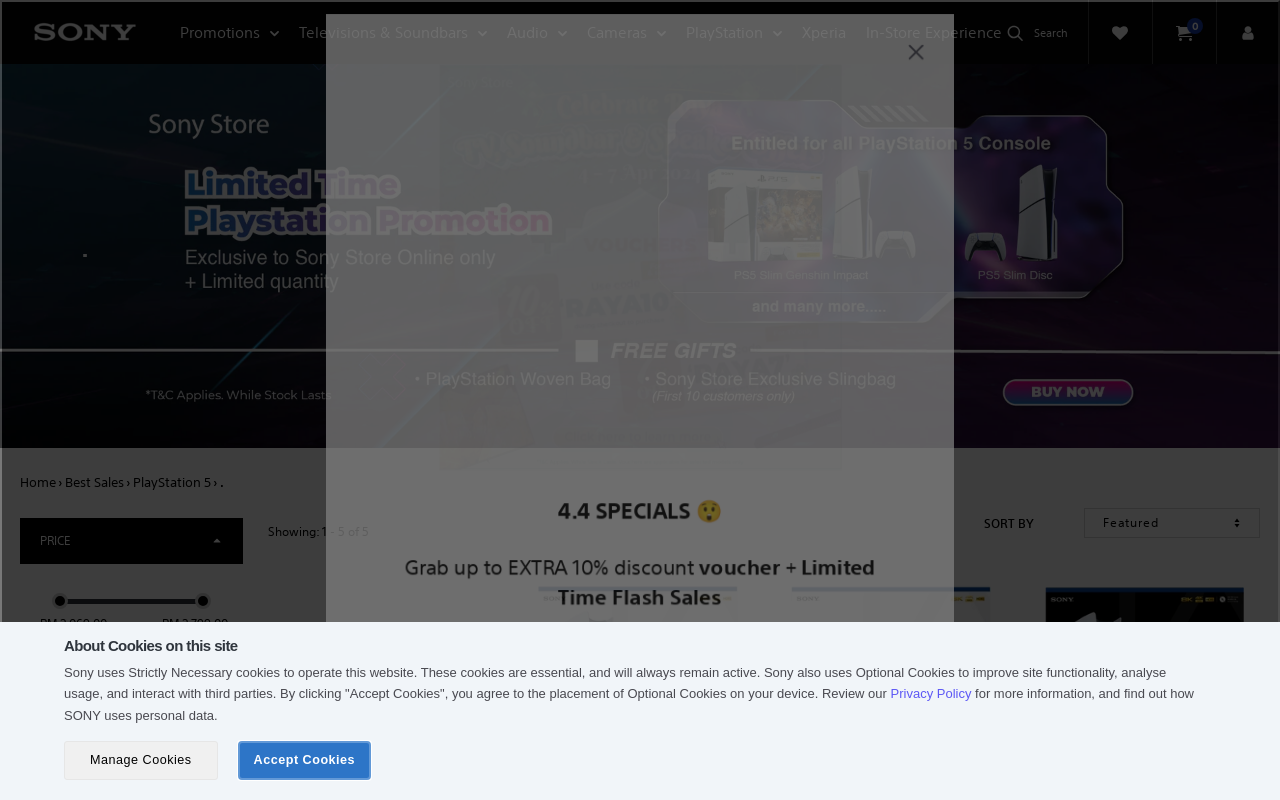 SONY
Promotions
Televisions & Soundbars
Audio
Cameras
PlayStation
Xperia
In-Store Experience
Search
0
Sony Store
Limited Time
Playstation Promotion
Exclusive to Sony Store Online only
+ Limited quantity
Entitled for all PlayStation 5 Console
PS5 Slim Genshin Impact
PS5 Slim Disc
and many more.....
FREE GIFTS
• PlayStation Woven Bag
• Sony Store Exclusive Slingbag
(First 10 customers only)
*T&C Applies. While Stock Lasts
BUY NOW
Home › Best Sales › PlayStation 5 › .
PRICE
Showing: 1 - 5 of 5
SORT BY
Featured
4.4 SPECIALS 😲
Grab up to EXTRA 10% discount voucher + Limited
Time Flash Sales
SONY
About Cookies on this site
Sony uses Strictly Necessary cookies to operate this website. These cookies are essential, and will always remain active. Sony also uses Optional Cookies to improve site functionality, analyse
usage, and interact with third parties. By clicking "Accept Cookies", you agree to the placement of Optional Cookies on your device. Review our Privacy Policy for more information, and find out how
SONY uses personal data.
Manage Cookies
Accept Cookies